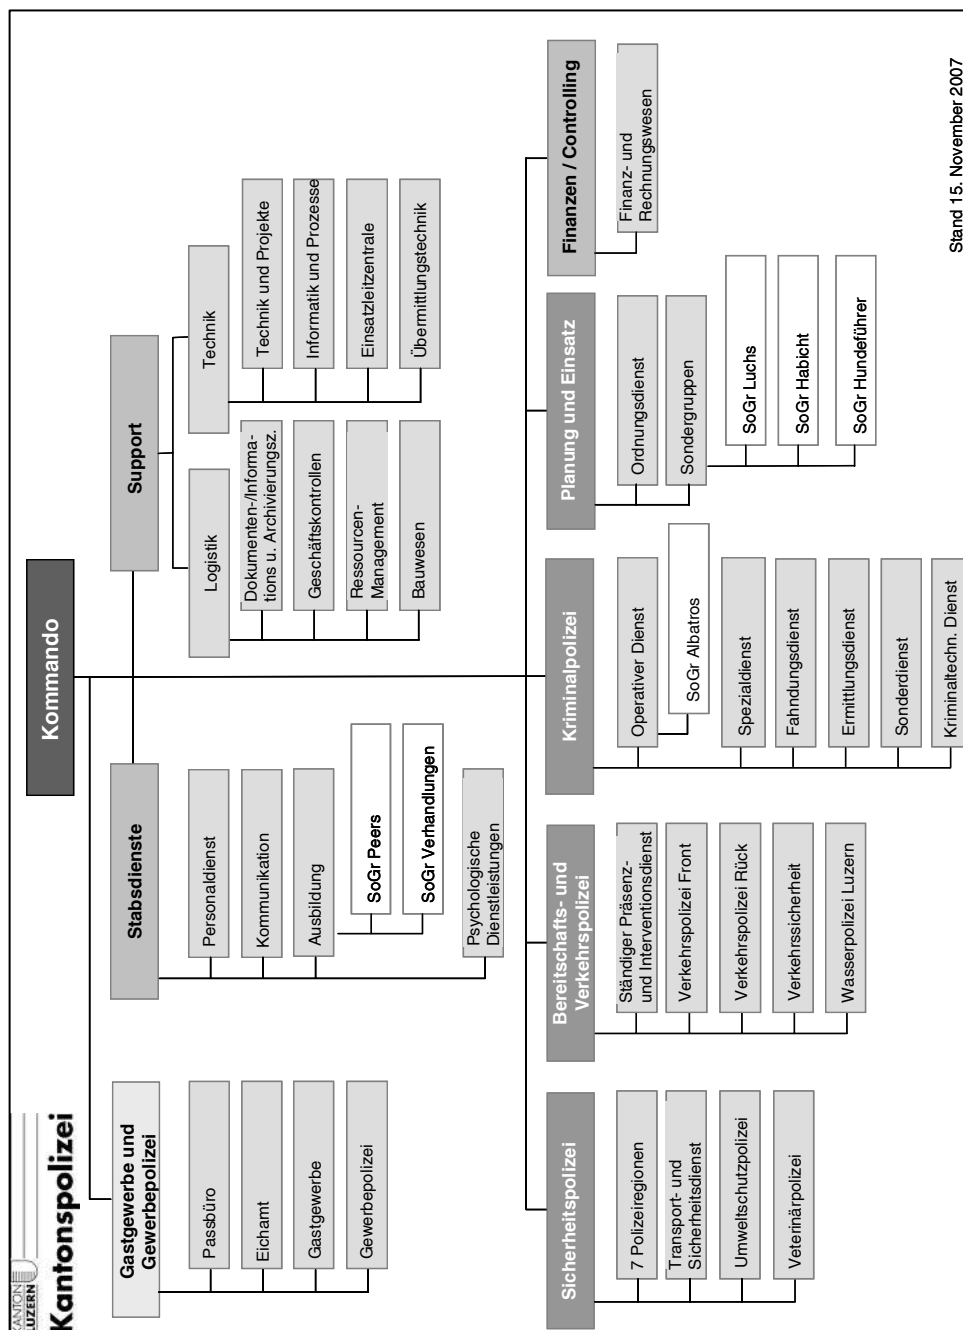 KANTON
LUZERN
Kantonspolizei
Kommando
Gastgewerbe und
Gewerbepolizei
Passbüro
Eichamt
Gastgewerbe
Gewerbepolizei
Stabsdienste
Personaldienst
Kommunikation
Ausbildung
SoGr Peers
SoGr Verhandlungen
Psychologische
Dienstleistungen
Support
Logistik
Dokumenten-/Informa-
tions u. Archivierungsz.
Geschäftskontrollen
Ressourcen-
Management
Bauwesen
Technik
Technik und Projekte
Informatik und Prozesse
Einsatzleitzentrale
Übermittlungstechnik
Sicherheitspolizei
7 Polizeiregionen
Transport- und
Sicherheitsdienst
Umweltschutzpolizei
Veterinärpolizei
Bereitschafts- und
Verkehrspolizei
Ständiger Präsenz-
und Interventionsdienst
Verkehrspolizei Front
Verkehrspolizei Rück
Verkehrssicherheit
Wasserpolizei Luzern
Kriminalpolizei
Operativer Dienst
SoGr Albatros
Spezialdienst
Fahndungsdienst
Ermittlungsdienst
Sonderdienst
Kriminaltechn. Dienst
Planung und Einsatz
Ordnungsdienst
Sondergruppen
SoGr Luchs
SoGr Habicht
SoGr Hundeführer
Finanzen / Controlling
Finanz- und
Rechnungswesen
Stand 15. November 2007